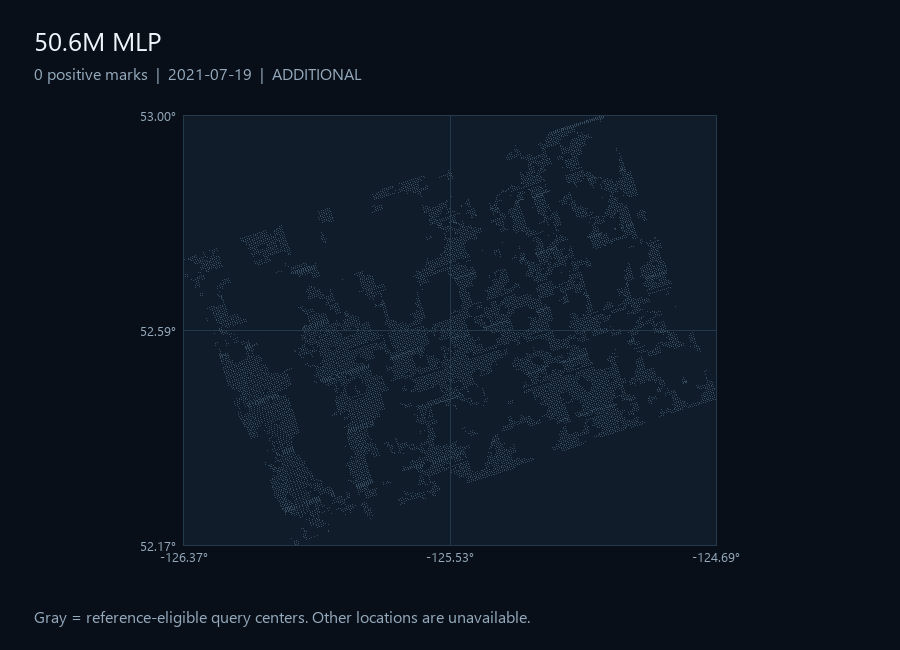 50.6M MLP
0 positive marks | 2021-07-19 | ADDITIONAL
53.00°
52.59°
52.17°
-126.37°
-125.53°
-124.69°
Gray = reference-eligible query centers. Other locations are unavailable.